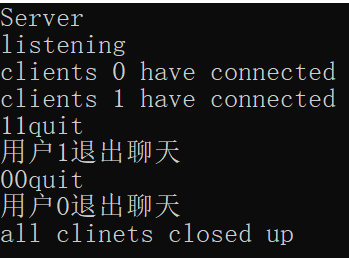 Server
listening
clients 0 have connected
clients 1 have connected
11quit
用户1退出聊天
00quit
用户0退出聊天
all clinets closed up